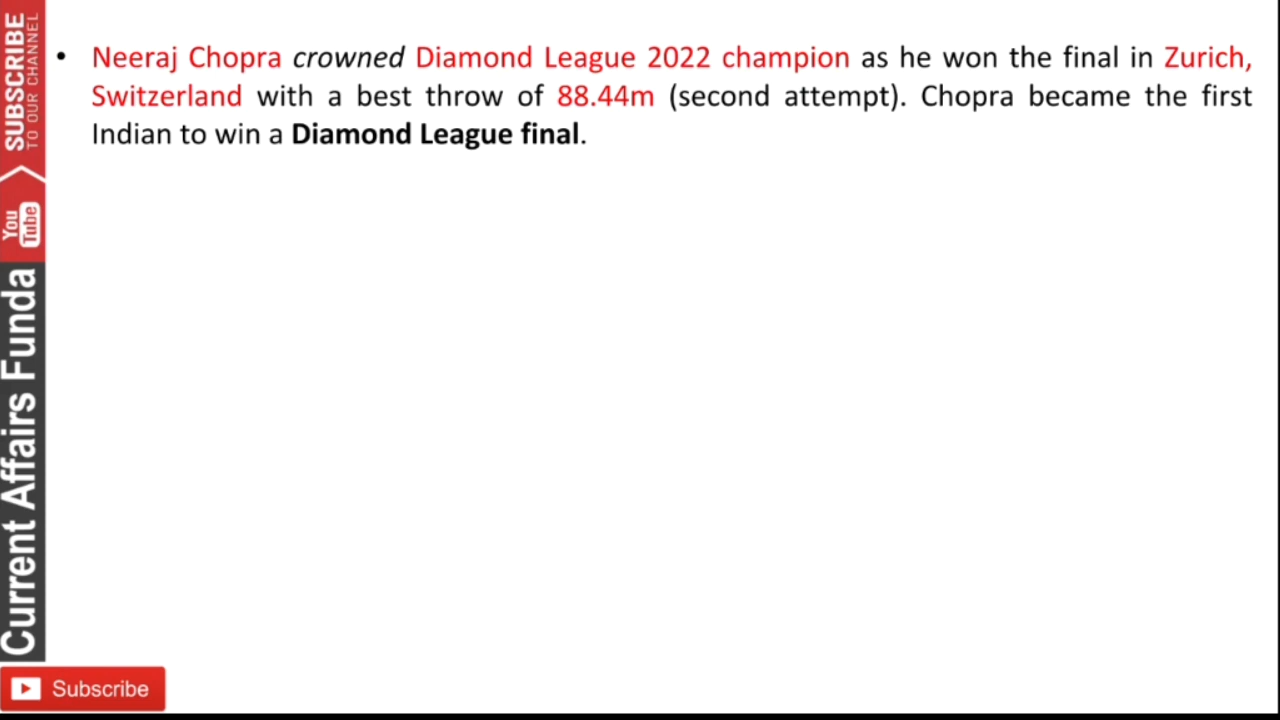 • Neeraj Chopra crowned Diamond League 2022 champion as he won the final in Zurich,
Switzerland with a best throw of 88.44m (second attempt). Chopra became the first
Indian to win a Diamond League final.
SUBSCRIBE
TO OUR CHANNEL
You
Tube
Current Affairs Funda
Subscribe